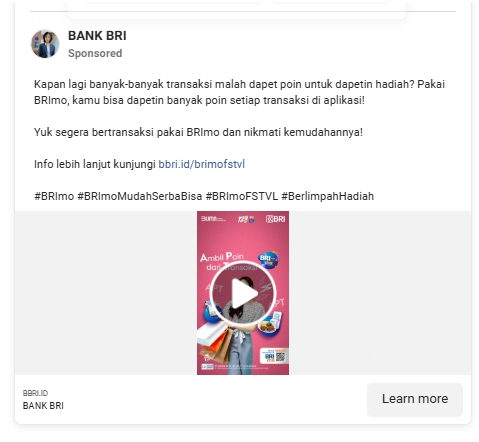 BANK BRI
Sponsored
Kapan lagi banyak-banyak transaksi malah dapet poin untuk dapetin hadiah? Pakai
BRImo, kamu bisa dapetin banyak poin setiap transaksi di aplikasi!
Yuk segera bertransaksi pakai BRImo dan nikmati kemudahannya!
Info lebih lanjut kunjungi bbri.id/brimofstvl
#BRImo #BRImoMudahSerbaBisa #BRImoFSTVL #BerlimpahHadiah
BUMN
BRI
Ambil Poin
BRI
dari Transaksi
BRI
BBRI.ID
BANK BRI
Learn more